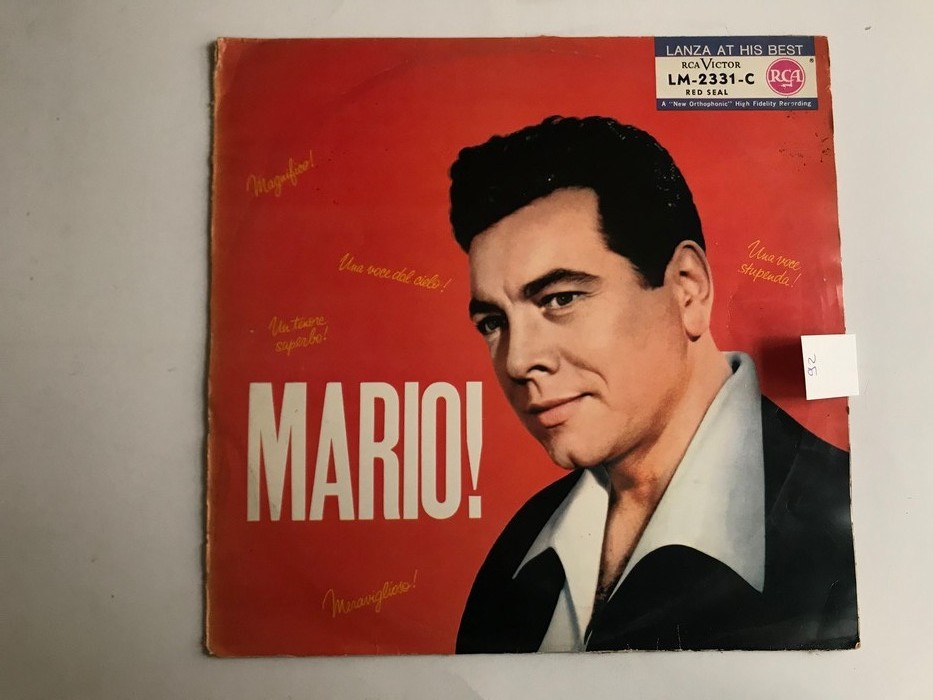 LANZA AT HIS BEST
RCA VICTOR
LM-2331-C
RED SEAL
RCA
®
A "New Orthophonic" High Fidelity Recording
Magnifico!
Una voce del cielo!
Una voce
stupenda!
Un tenore
superbo!
MARIO!
Meraviglioso!
92